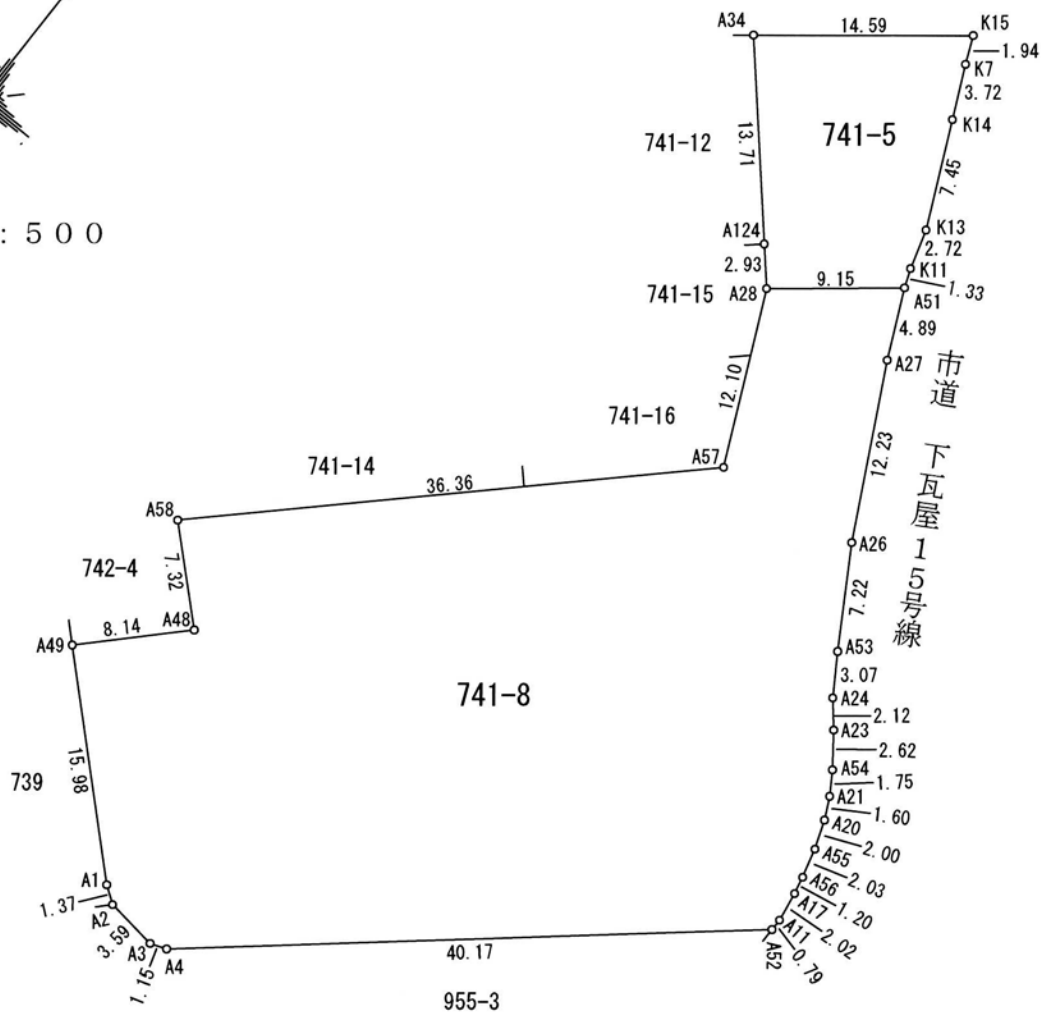 A34
14.59
K15
1.94
K7
3.72
K14
741-5
741-12
13.71
7.45
: 500
A124
K13
2.72
2.93
K11
741-15
A28
9.15
A51
1.33
4.89
A27
市道 下瓦屋15号線
12.10
741-16
12.23
741-14
36.36
A57
A58
A26
742-4
7.32
7.22
A48
A49
8.14
A53
3.07
741-8
A24
2.12
A23
2.62
739
15.98
A54
1.75
A21
1.60
A20
2.00
A55
2.03
A1
A56
1.20
1.37
A2
A17
2.02
3.59
A11
0.79
A3
A4
1.15
40.17
A52
955-3